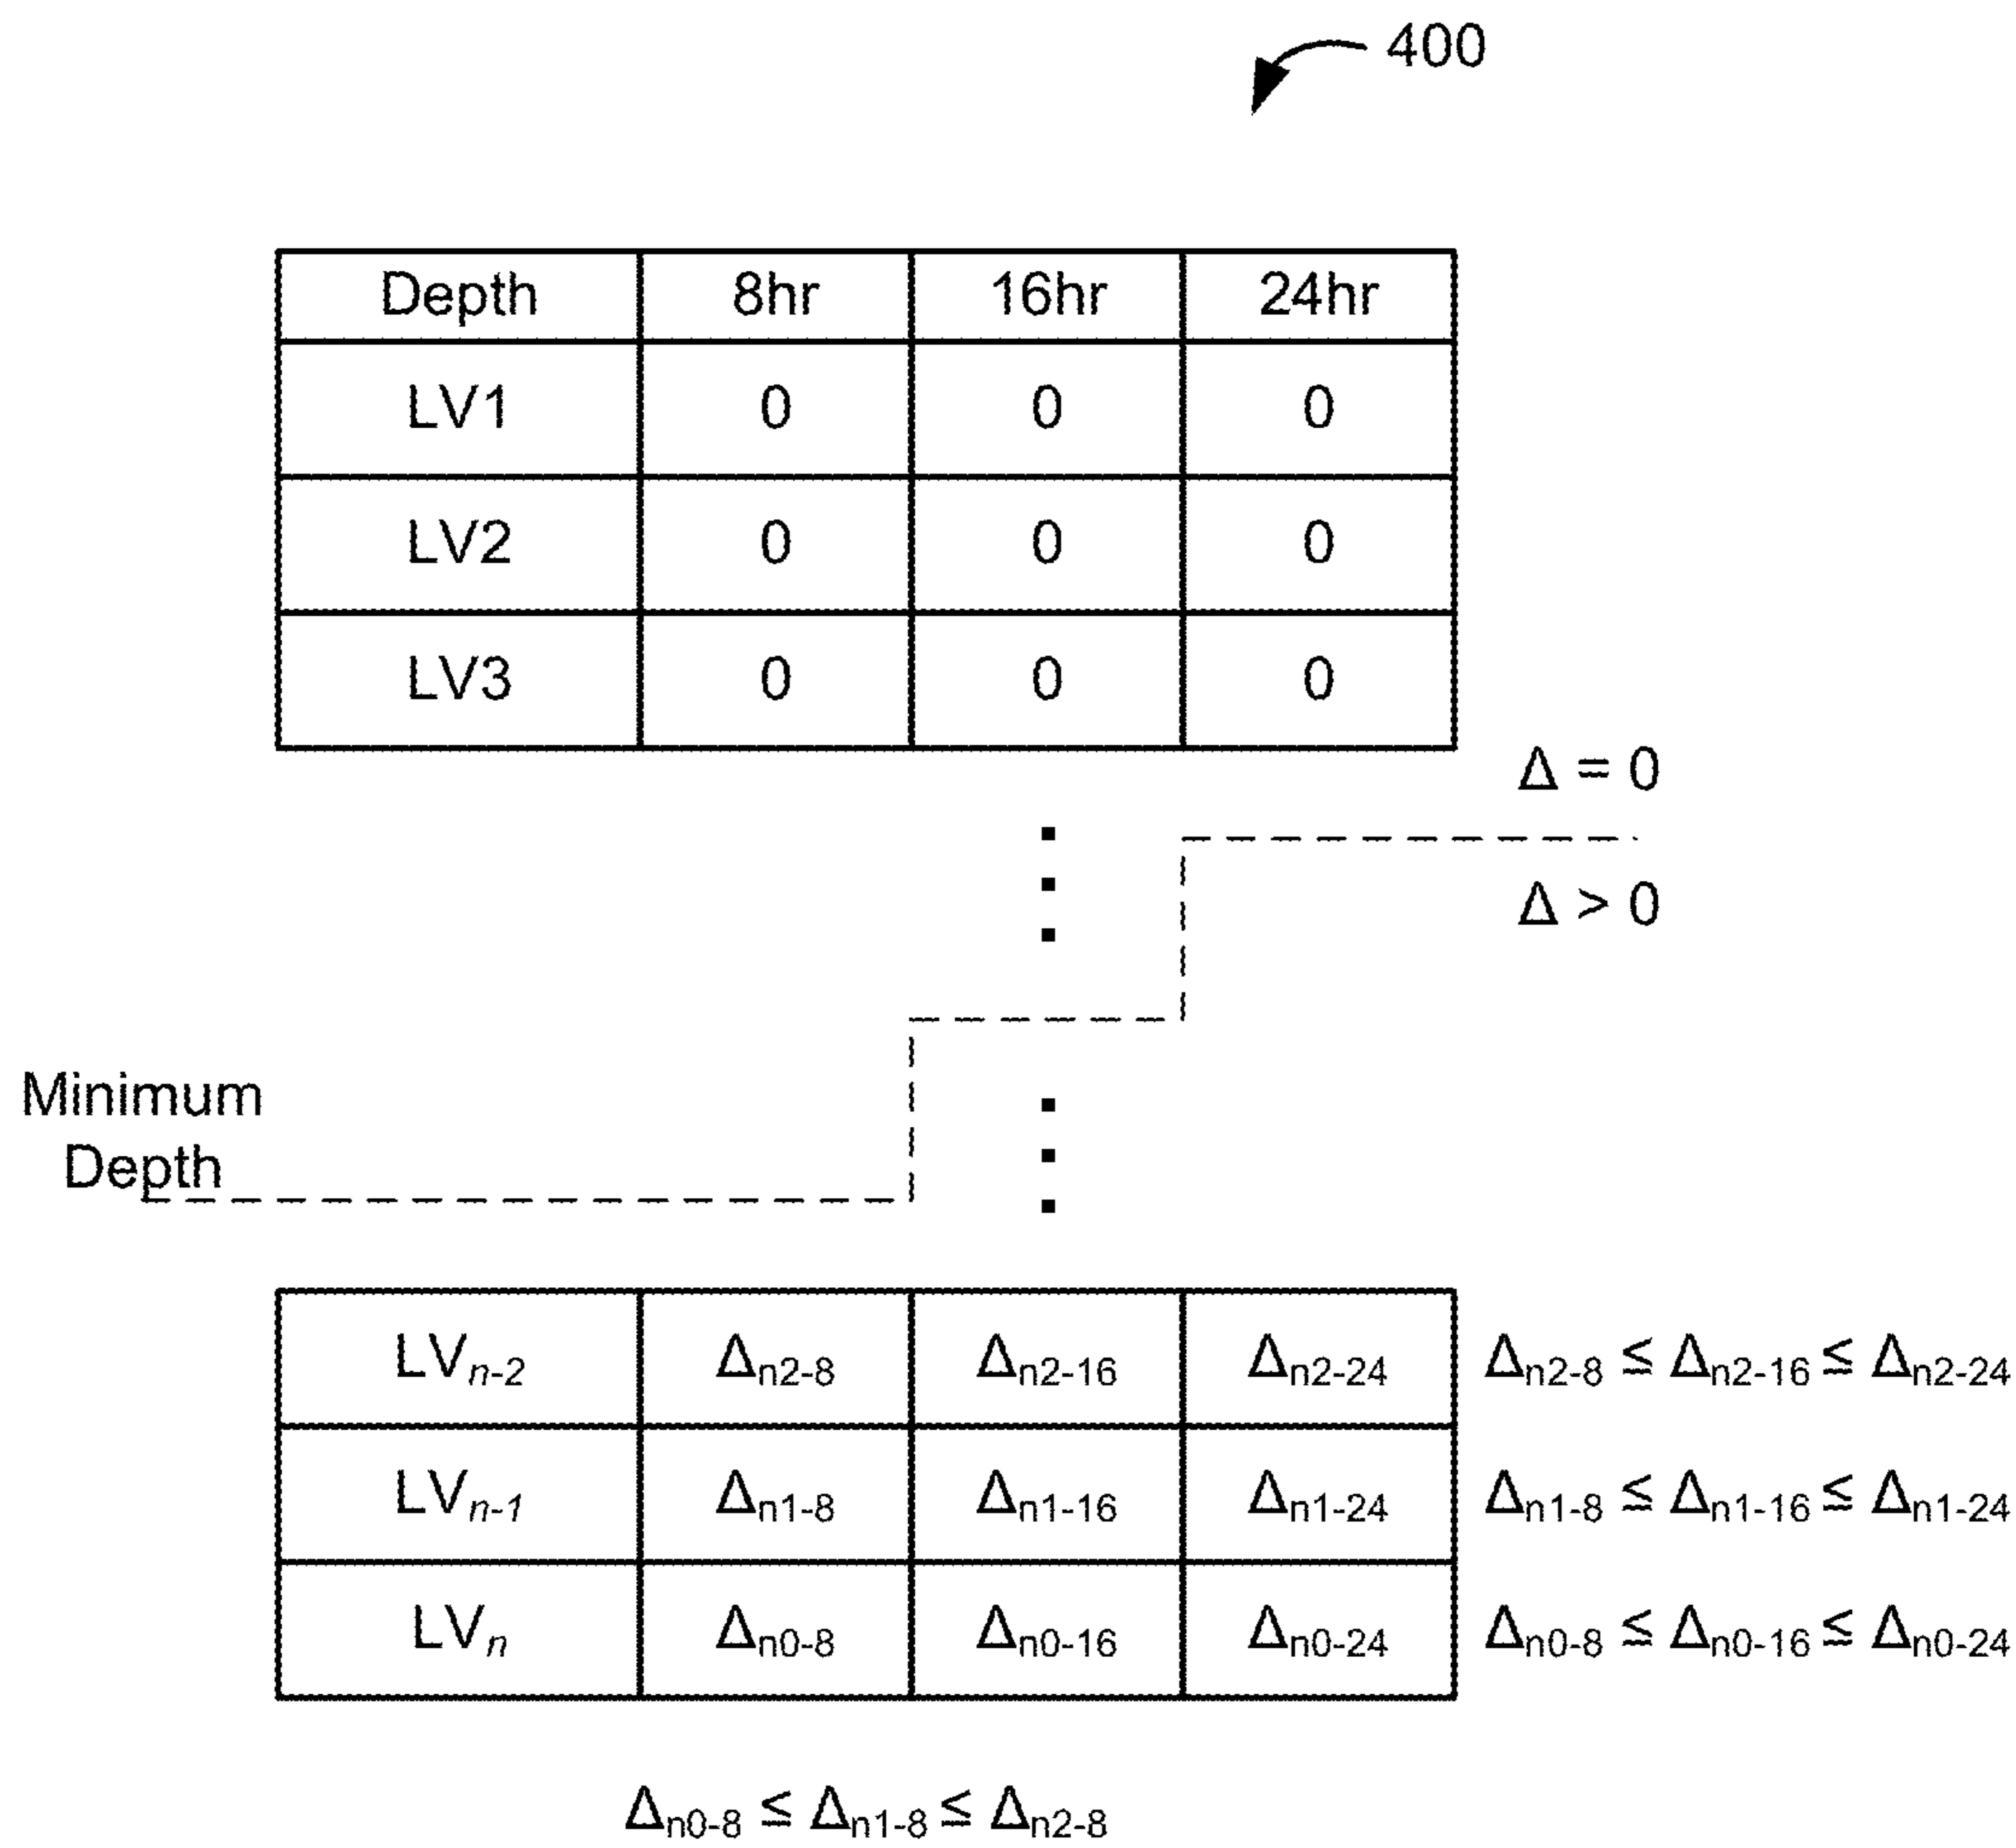 400
Depth 8hr 16hr 24hr
LV1 0 0 0
LV2 0 0 0
LV3 0 0 0
Δ = 0
Δ > 0
Minimum
Depth
LVn-2 Δn2-8 Δn2-16 Δn2-24 Δn2-8 ≤ Δn2-16 ≤ Δn2-24
LVn-1 Δn1-8 Δn1-16 Δn1-24 Δn1-8 ≤ Δn1-16 ≤ Δn1-24
LVn Δn0-8 Δn0-16 Δn0-24 Δn0-8 ≤ Δn0-16 ≤ Δn0-24
Δn0-8 ≤ Δn1-8 ≤ Δn2-8